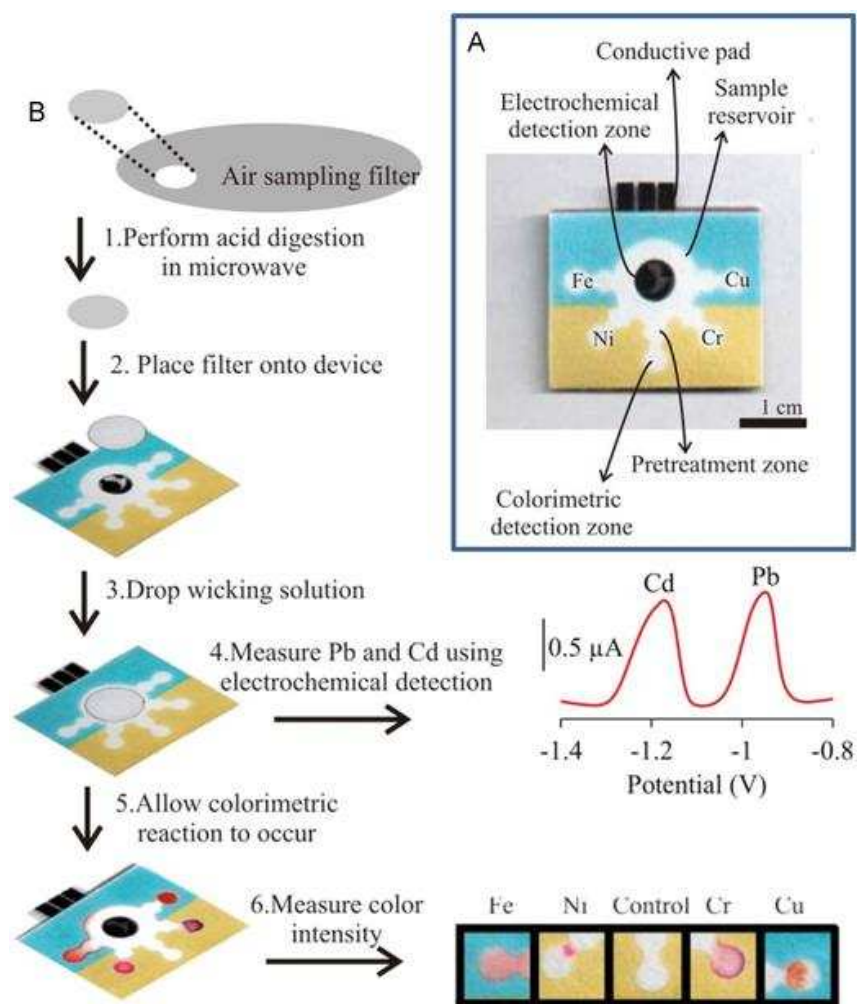 A
Conductive pad
Electrochemical
detection zone
Sample
reservoir
Fe
Cu
Ni
Cr
1 cm
Pretreatment zone
Colorimetric
detection zone
B
Air sampling filter
1.Perform acid digestion
in microwave
2. Place filter onto device
3.Drop wicking solution
4.Measure Pb and Cd using
electrochemical detection
Cd
Pb
0.5 µA
-1.4 -1.2 -1 -0.8
Potential (V)
5.Allow colorimetric
reaction to occur
6.Measure color
intensity
Fe Ni Control Cr Cu